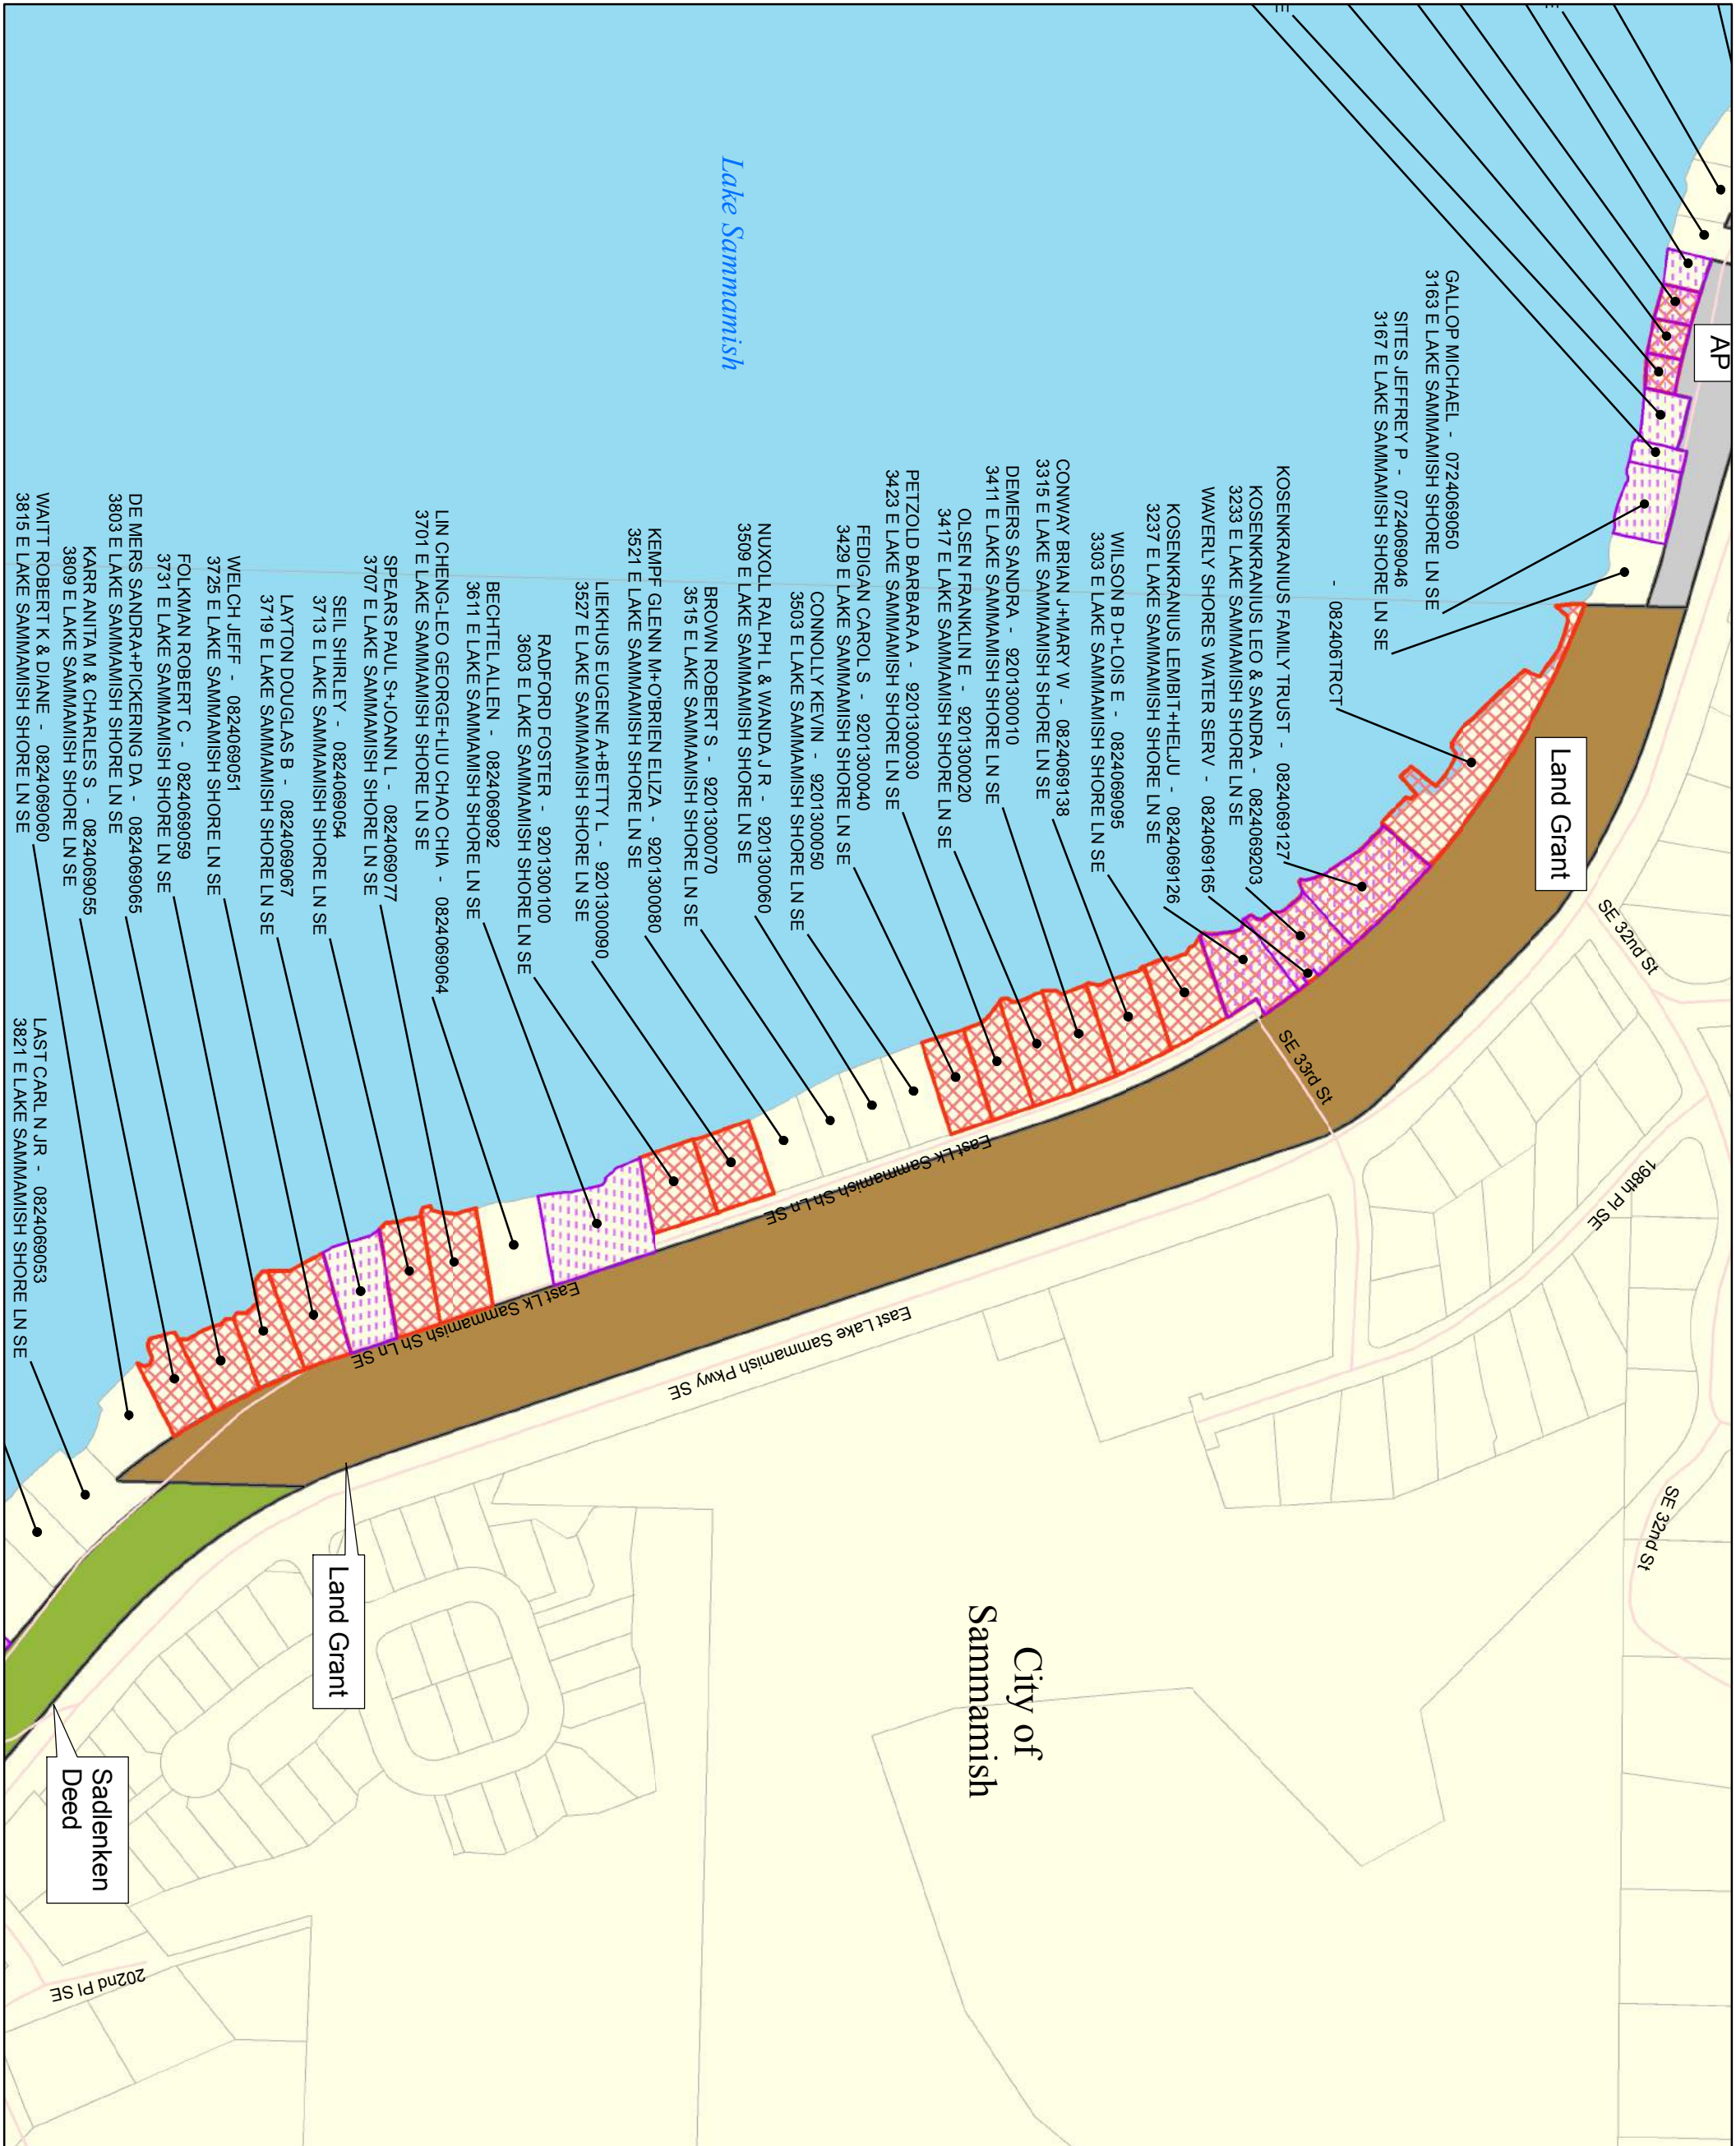 AP
GALLOP MICHAEL - 0724069050
3163 E LAKE SAMMAMISH SHORE LN SE
SITES JEFFREY P - 0724069046
3167 E LAKE SAMMAMISH SHORE LN SE
- 082406TRCT
KOSENKRANIUS FAMILY TRUST - 0824069127
KOSENKRANIUS LEO & SANDRA - 0824069203
3233 E LAKE SAMMAMISH SHORE LN SE
WAVERLY SHORES WATER SERV - 0824069165
KOSENKRANIUS LEMBIT+HELJU - 0824069126
3237 E LAKE SAMMAMISH SHORE LN SE
WILSON B D+LOIS E - 0824069095
3303 E LAKE SAMMAMISH SHORE LN SE
CONWAY BRIAN J+MARY W - 0824069138
3315 E LAKE SAMMAMISH SHORE LN SE
DEMERS SANDRA - 9201300010
3411 E LAKE SAMMAMISH SHORE LN SE
OLSEN FRANKLIN E - 9201300020
3417 E LAKE SAMMAMISH SHORE LN SE
PETZOLD BARBARA A - 9201300030
3423 E LAKE SAMMAMISH SHORE LN SE
FEDIGAN CAROL S - 9201300040
3429 E LAKE SAMMAMISH SHORE LN SE
CONNOLLY KEVIN - 9201300050
3503 E LAKE SAMMAMISH SHORE LN SE
NUXOLL RALPH L & WANDA J R - 9201300060
3509 E LAKE SAMMAMISH SHORE LN SE
BROWN ROBERT S - 9201300070
3515 E LAKE SAMMAMISH SHORE LN SE
KEMPF GLENN M+O'BRIEN ELIZA - 9201300080
3521 E LAKE SAMMAMISH SHORE LN SE
LIEKHUS EUGENE A+BETTY L - 9201300090
3527 E LAKE SAMMAMISH SHORE LN SE
RADFORD FOSTER - 9201300100
3603 E LAKE SAMMAMISH SHORE LN SE
BECHTEL ALLEN - 0824069092
3611 E LAKE SAMMAMISH SHORE LN SE
LIN CHENG-LEO GEORGE+LIU CHAO CHIA - 0824069064
3701 E LAKE SAMMAMISH SHORE LN SE
SPEARS PAUL S+JOANN L - 0824069077
3707 E LAKE SAMMAMISH SHORE LN SE
SEIL SHIRLEY - 0824069054
3713 E LAKE SAMMAMISH SHORE LN SE
LAYTON DOUGLAS B - 0824069067
3719 E LAKE SAMMAMISH SHORE LN SE
WELCH JEFF - 0824069051
3725 E LAKE SAMMAMISH SHORE LN SE
FOLKMAN ROBERT C - 0824069059
3731 E LAKE SAMMAMISH SHORE LN SE
DE MERS SANDRA+PICKERING DA - 0824069065
3803 E LAKE SAMMAMISH SHORE LN SE
KARR ANITA M & CHARLES S - 0824069055
3809 E LAKE SAMMAMISH SHORE LN SE
WAITT ROBERT K & DIANE - 0824069060
3815 E LAKE SAMMAMISH SHORE LN SE
LAST CARL N JR - 0824069053
3821 E LAKE SAMMAMISH SHORE LN SE
Lake Sammamish
Land Grant
SE 32nd St
SE 33rd St
198th Pl SE
SE 32nd St
East Lk Sammamish Sh Ln SE
East Lk Sammamish Sh Ln SE
East Lake Sammamish Pkwy SE
Land Grant
City of
Sammamish
Sadlenken
Deed
202nd Pl SE